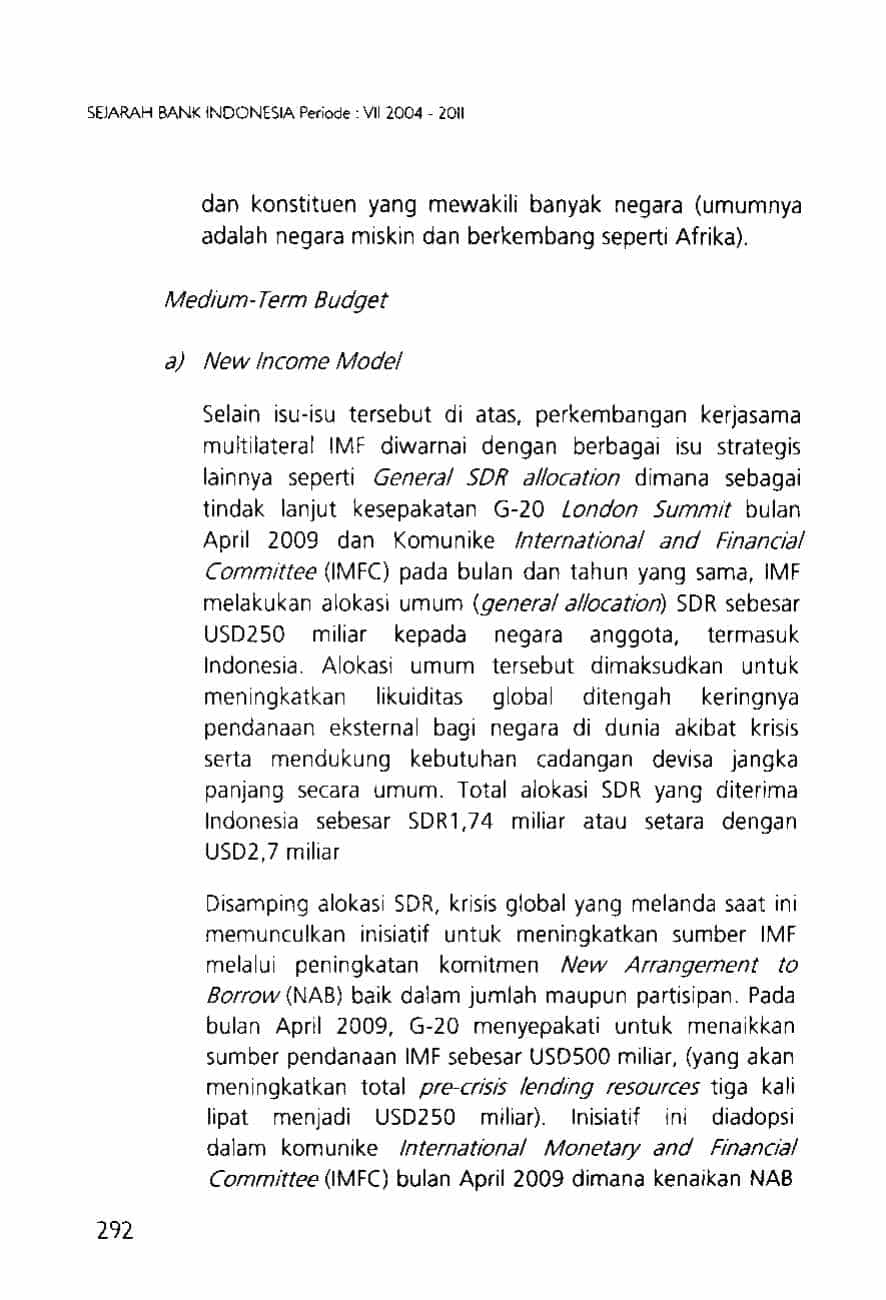 SEJARAH BANK INDONESIA Periode : VII 2004 - 2011
dan konstituen yang mewakili banyak negara (umumnya
adalah negara miskin dan berkembang seperti Afrika).
Medium-Term Budget
a) New Income Model
Selain isu-isu tersebut di atas, perkembangan kerjasama
multilateral IMF diwarnai dengan berbagai isu strategis
lainnya seperti General SDR allocation dimana sebagai
tindak lanjut kesepakatan G-20 London Summit bulan
April 2009 dan Komunike International and Financial
Committee (IMFC) pada bulan dan tahun yang sama, IMF
melakukan alokasi umum (general allocation) SDR sebesar
USD250 miliar kepada negara anggota, termasuk
Indonesia. Alokasi umum tersebut dimaksudkan untuk
meningkatkan likuiditas global ditengah keringnya
pendanaan eksternal bagi negara di dunia akibat krisis
serta mendukung kebutuhan cadangan devisa jangka
panjang secara umum. Total alokasi SDR yang diterima
Indonesia sebesar SDR1,74 miliar atau setara dengan
USD2,7 miliar
Disamping alokasi SDR, krisis global yang melanda saat ini
memunculkan inisiatif untuk meningkatkan sumber IMF
melalui peningkatan komitmen New Arrangement to
Borrow (NAB) baik dalam jumlah maupun partisipan. Pada
bulan April 2009, G-20 menyepakati untuk menaikkan
sumber pendanaan IMF sebesar USD500 miliar, (yang akan
meningkatkan total pre-crisis lending resources tiga kali
lipat menjadi USD250 miliar). Inisiatif ini diadopsi
dalam komunike International Monetary and Financial
Committee (IMFC) bulan April 2009 dimana kenaikan NAB
292